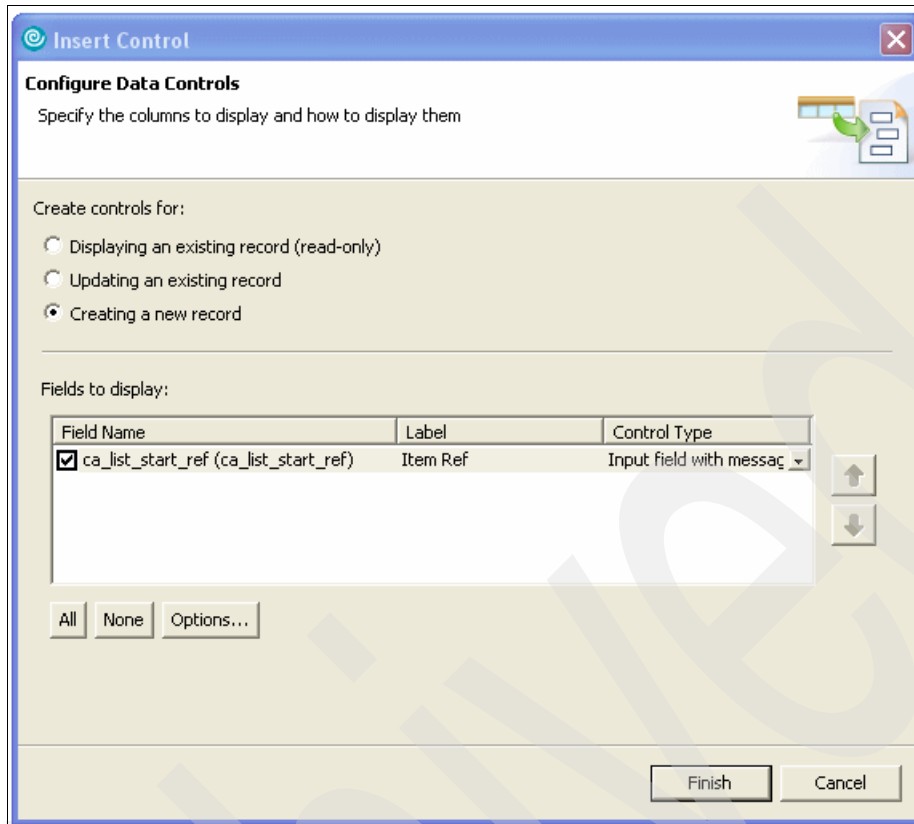 Insert Control
Configure Data Controls
Specify the columns to display and how to display them
Create controls for:
Displaying an existing record (read-only)
Updating an existing record
Creating a new record
Fields to display:
Field Name Label Control Type
ca_list_start_ref (ca_list_start_ref) Item Ref Input field with messag
All None Options...
Finish Cancel